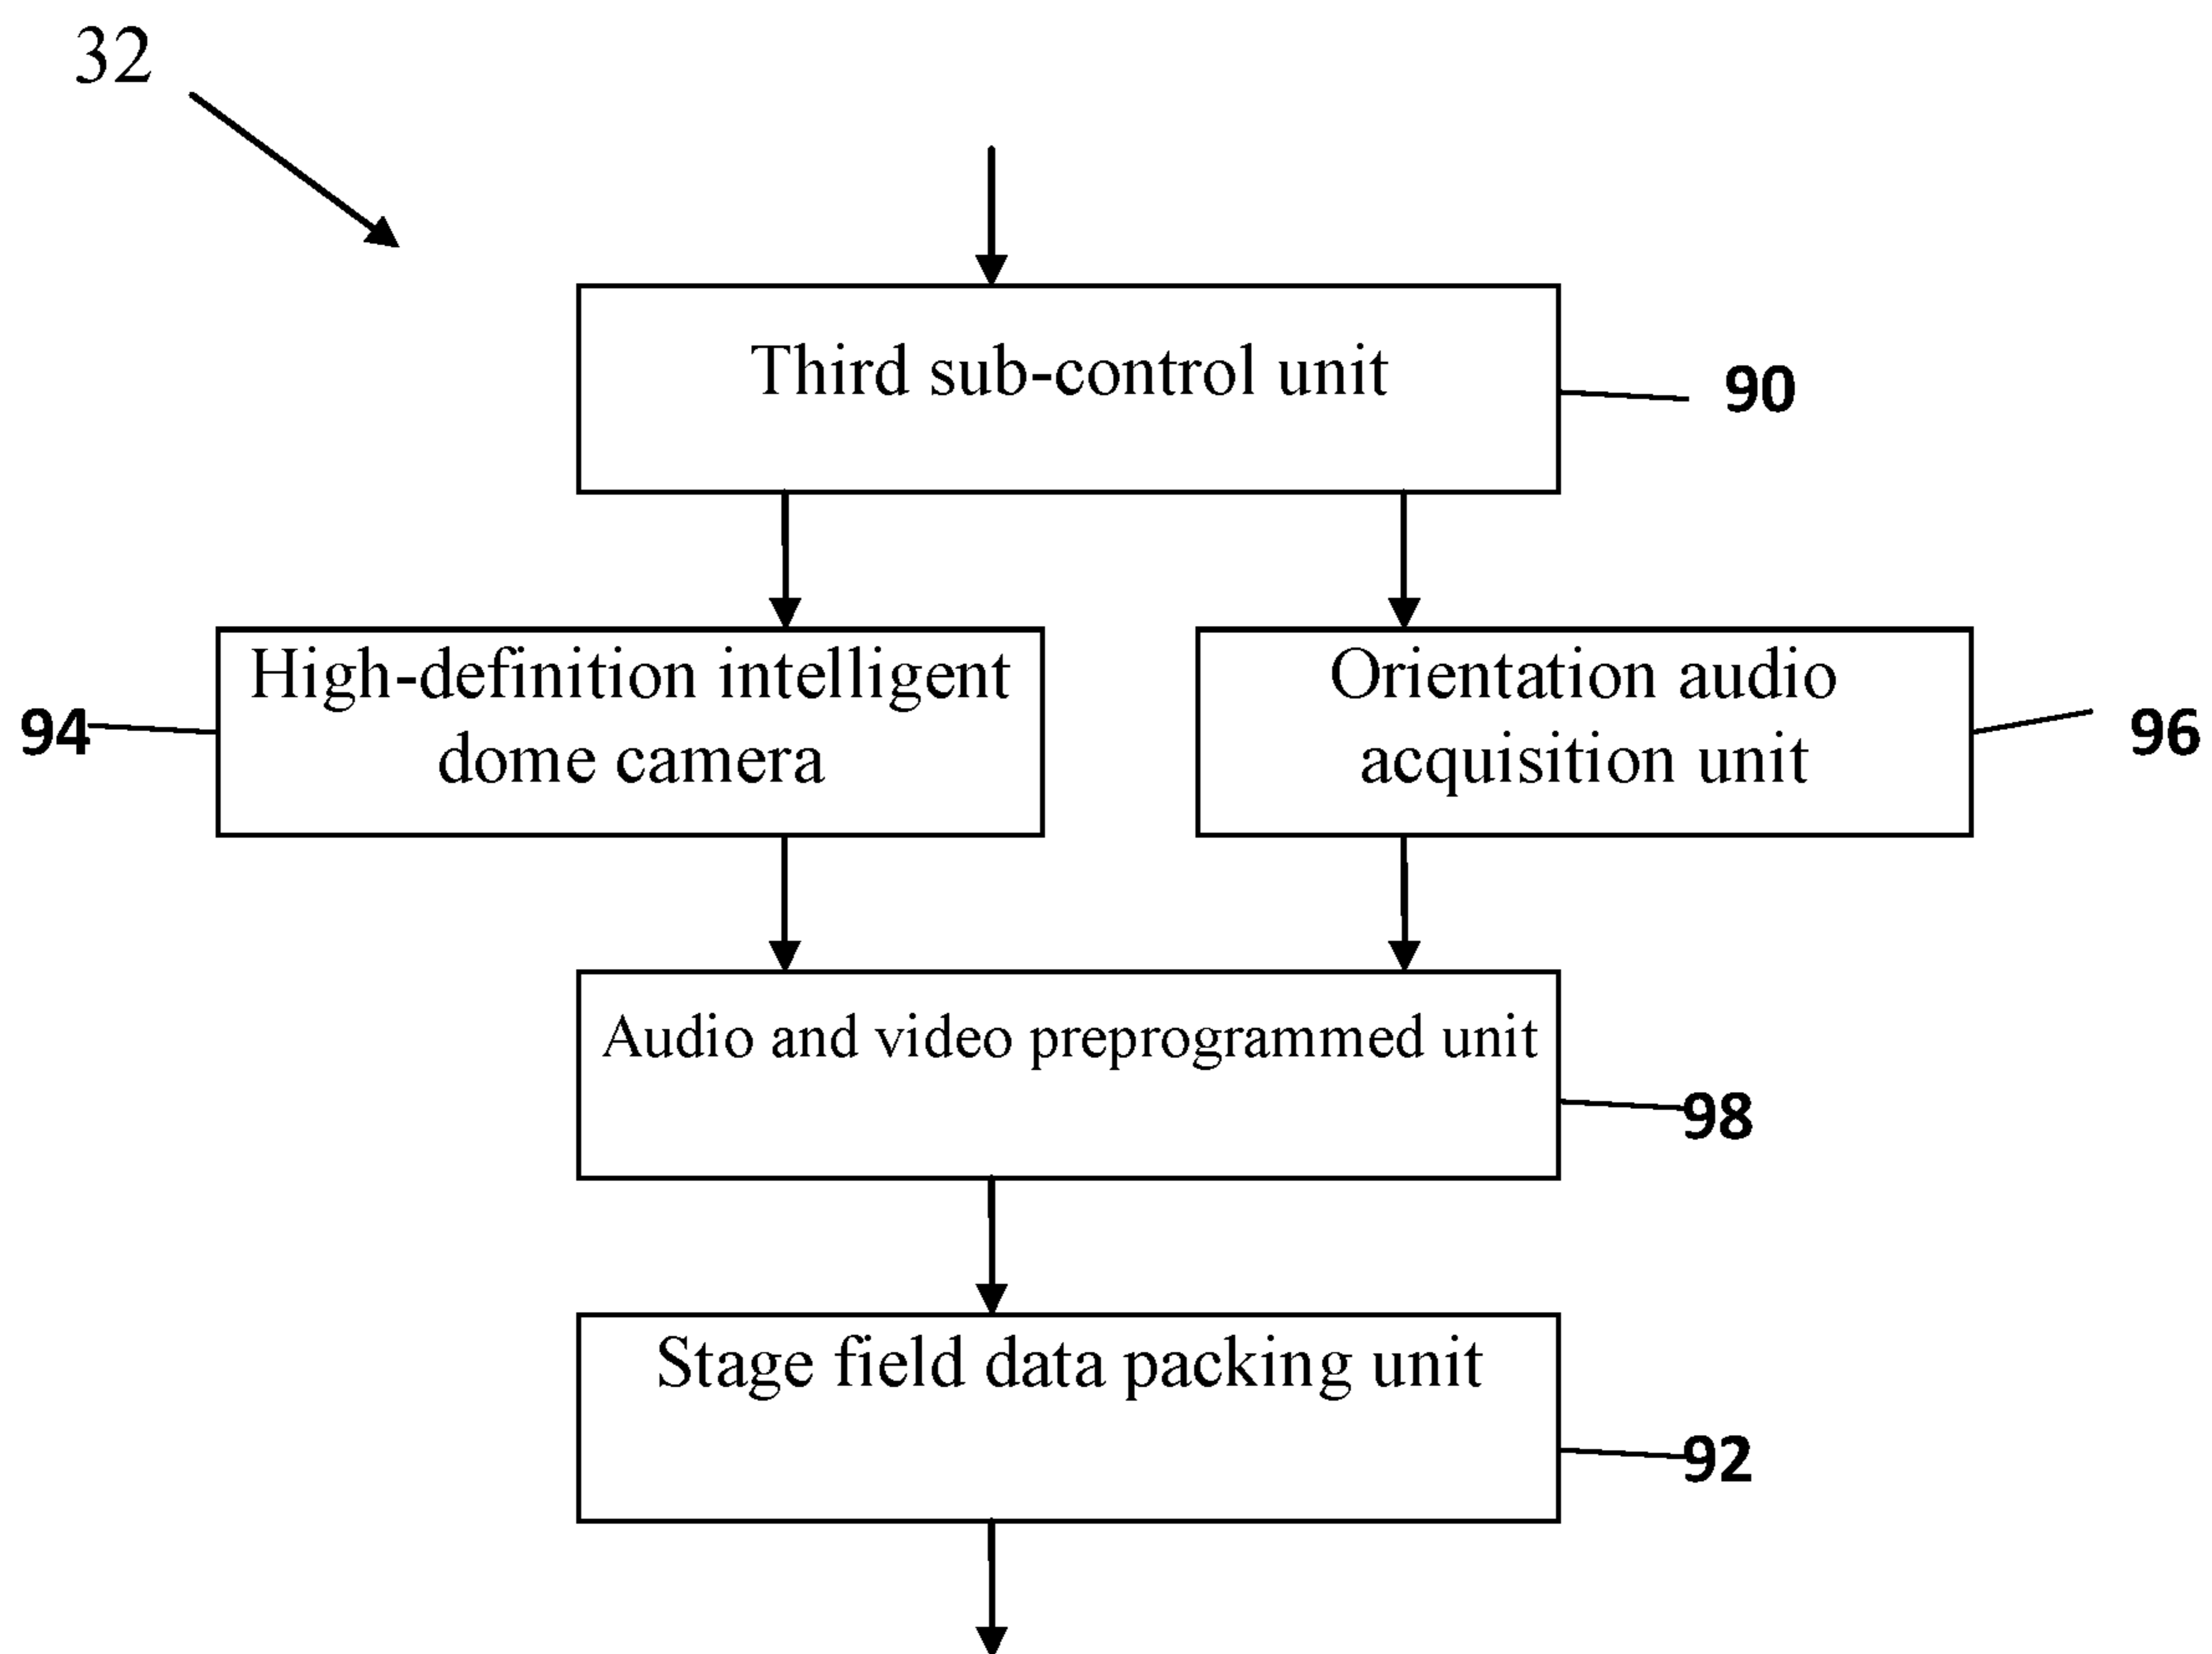 32
Third sub-control unit
90
High-definition intelligent
dome camera
94
Orientation audio
acquisition unit
96
Audio and video preprogrammed unit
98
Stage field data packing unit
92